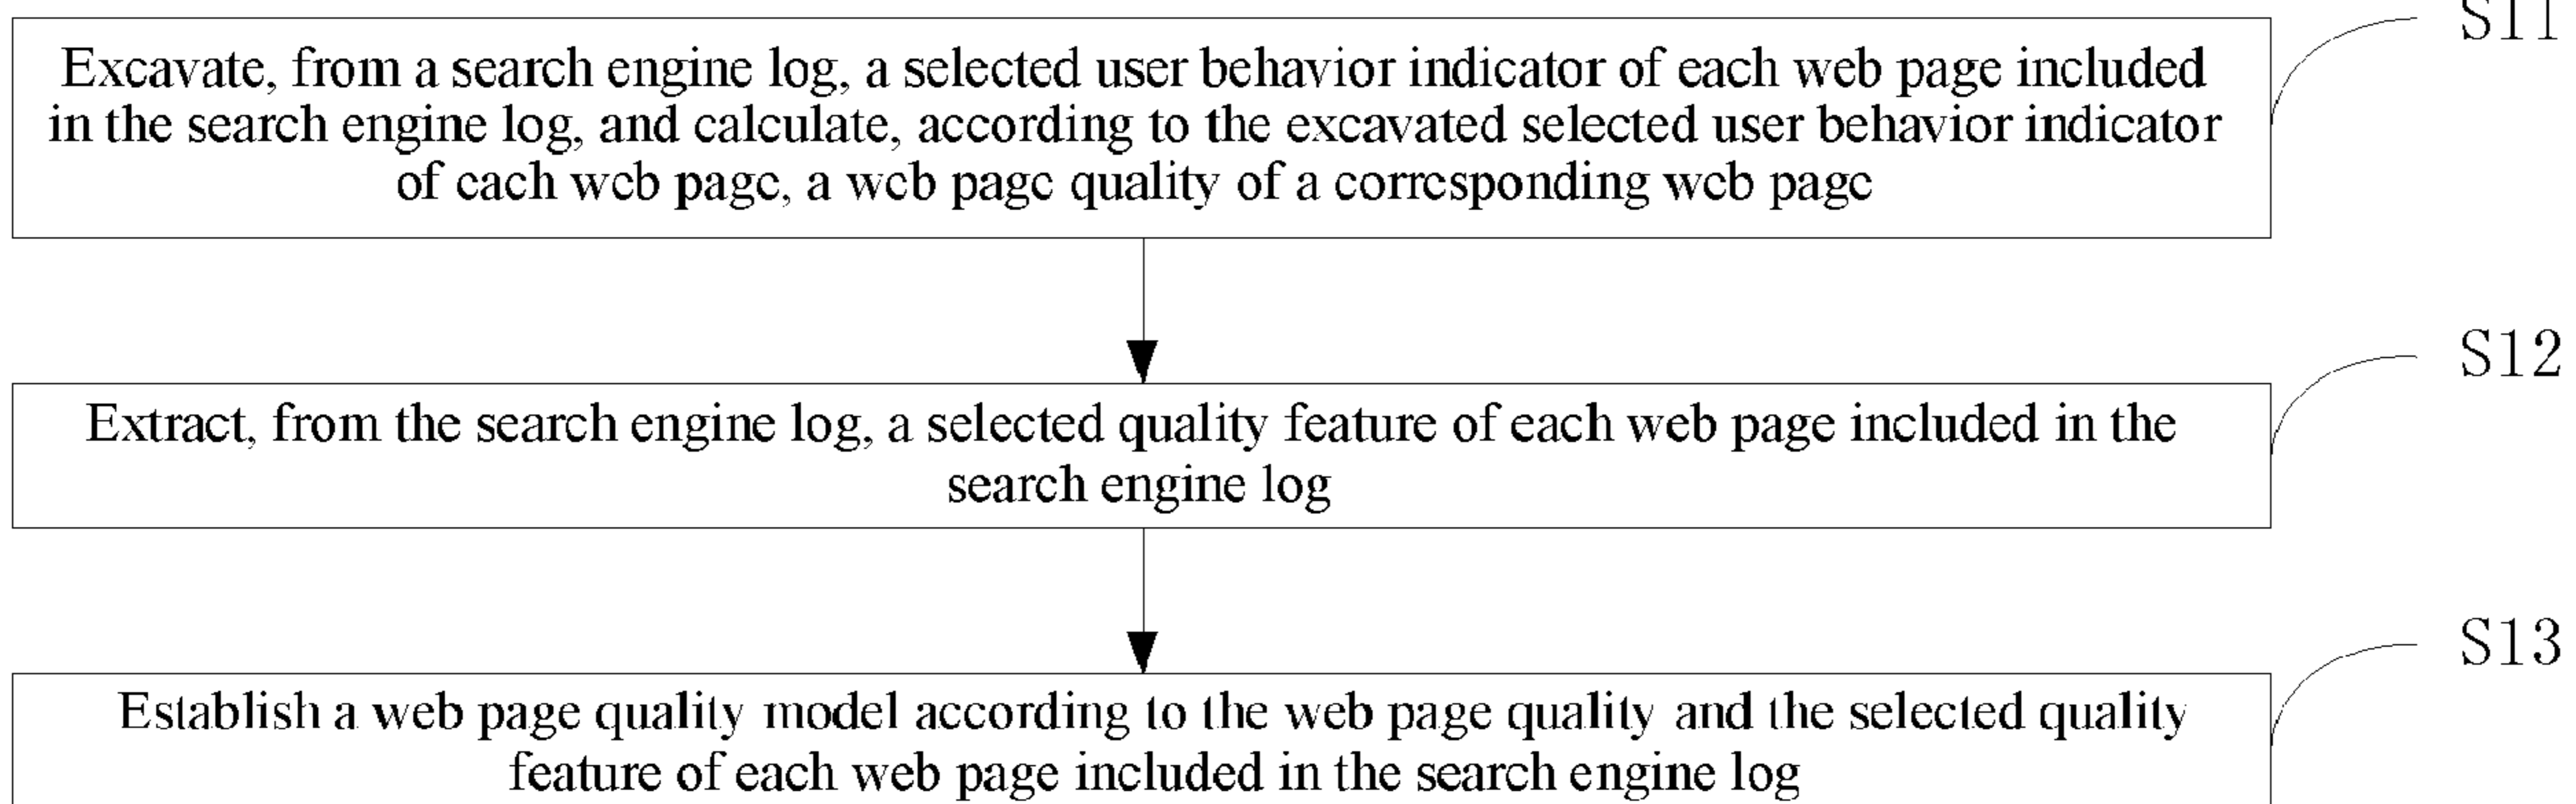 S11
Excavate, from a search engine log, a selected user behavior indicator of each web page included
in the search engine log, and calculate, according to the excavated selected user behavior indicator
of each web page, a web page quality of a corresponding web page
S12
Extract, from the search engine log, a selected quality feature of each web page included in the
search engine log
S13
Establish a web page quality model according to the web page quality and the selected quality
feature of each web page included in the search engine log